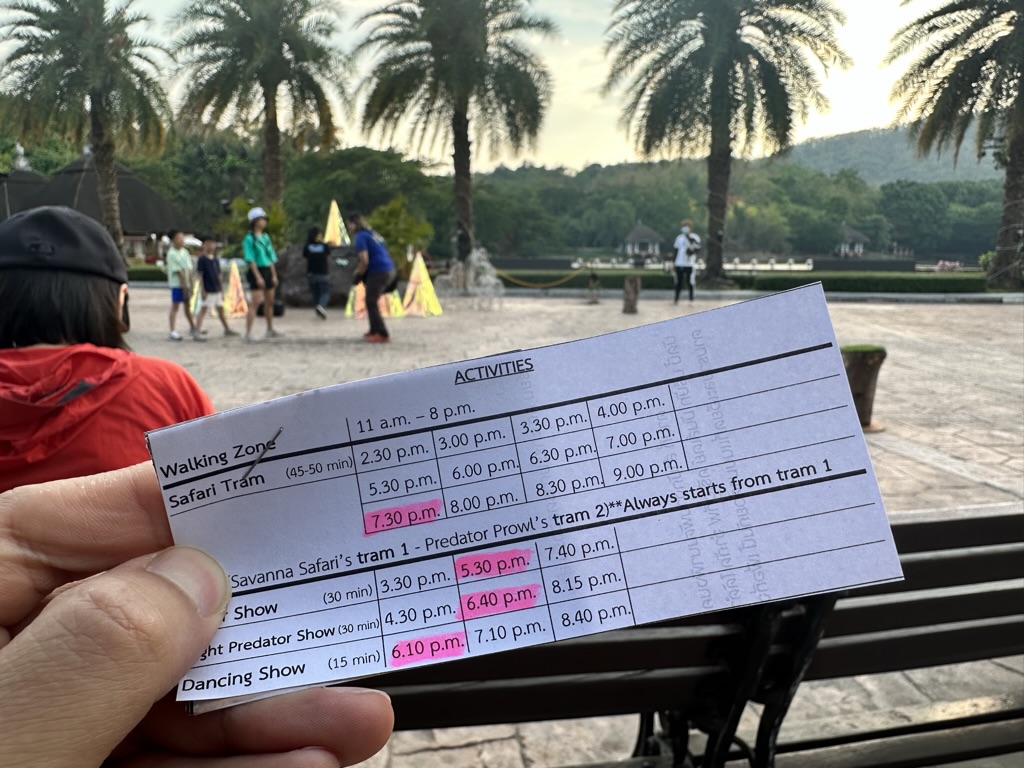 ACTIVITIES
Walking Zone 11 a.m. – 8 p.m.
Safari Tram (45-50 min) 2.30 p.m. 3.00 p.m. 3.30 p.m. 4.00 p.m.
5.30 p.m. 6.00 p.m. 6.30 p.m. 7.00 p.m.
7.30 p.m. 8.00 p.m. 8.30 p.m. 9.00 p.m.
Savanna Safari's tram 1 - Predator Prowl's tram 2)**Always starts from tram 1
Show (30 min) 3.30 p.m. 5.30 p.m. 7.40 p.m.
Predator Show (30 min) 4.30 p.m. 6.40 p.m. 8.15 p.m.
Dancing Show (15 min) 6.10 p.m. 7.10 p.m. 8.40 p.m.